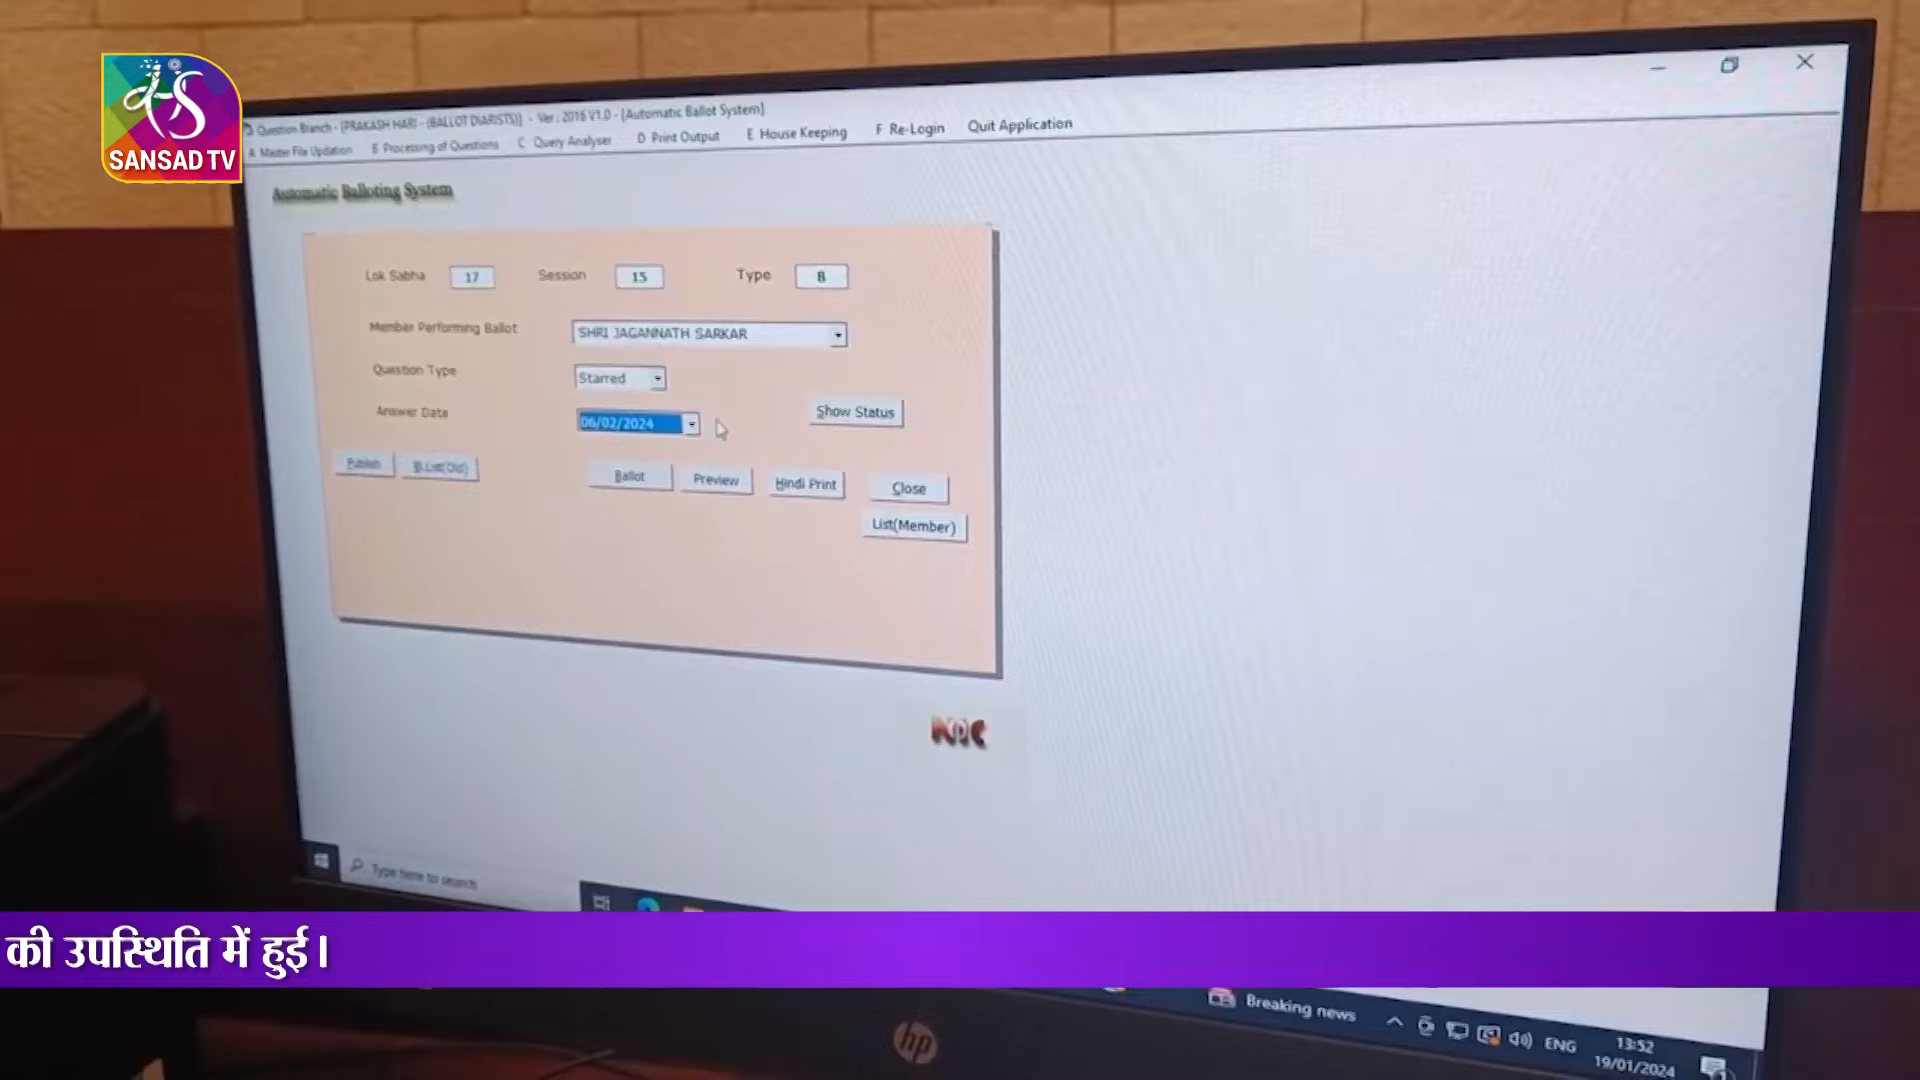 SANSAD TV
Question Branch - [PRAKASH HARI - (BALLOT DIARISTS)] - Ver: 2016 V1.0 - [Automatic Ballot System]
A Master File Updation B Processing of Questions C Query Analyser D Print Output E House Keeping F Re-Login Quit Application
Automatic Balloting System
Lok Sabha 17 Session 15 Type B
Member Performing Ballot SHRI JAGANNATH SARKAR
Question Type Starred
Answer Date 06/02/2024 Show Status
Publish B.List(Old) Ballot Preview Hindi Print Close
List(Member)
NIC
Type here to search
की उपस्थिति में हुई।
Breaking news ENG 13:52
19/01/2024
hp